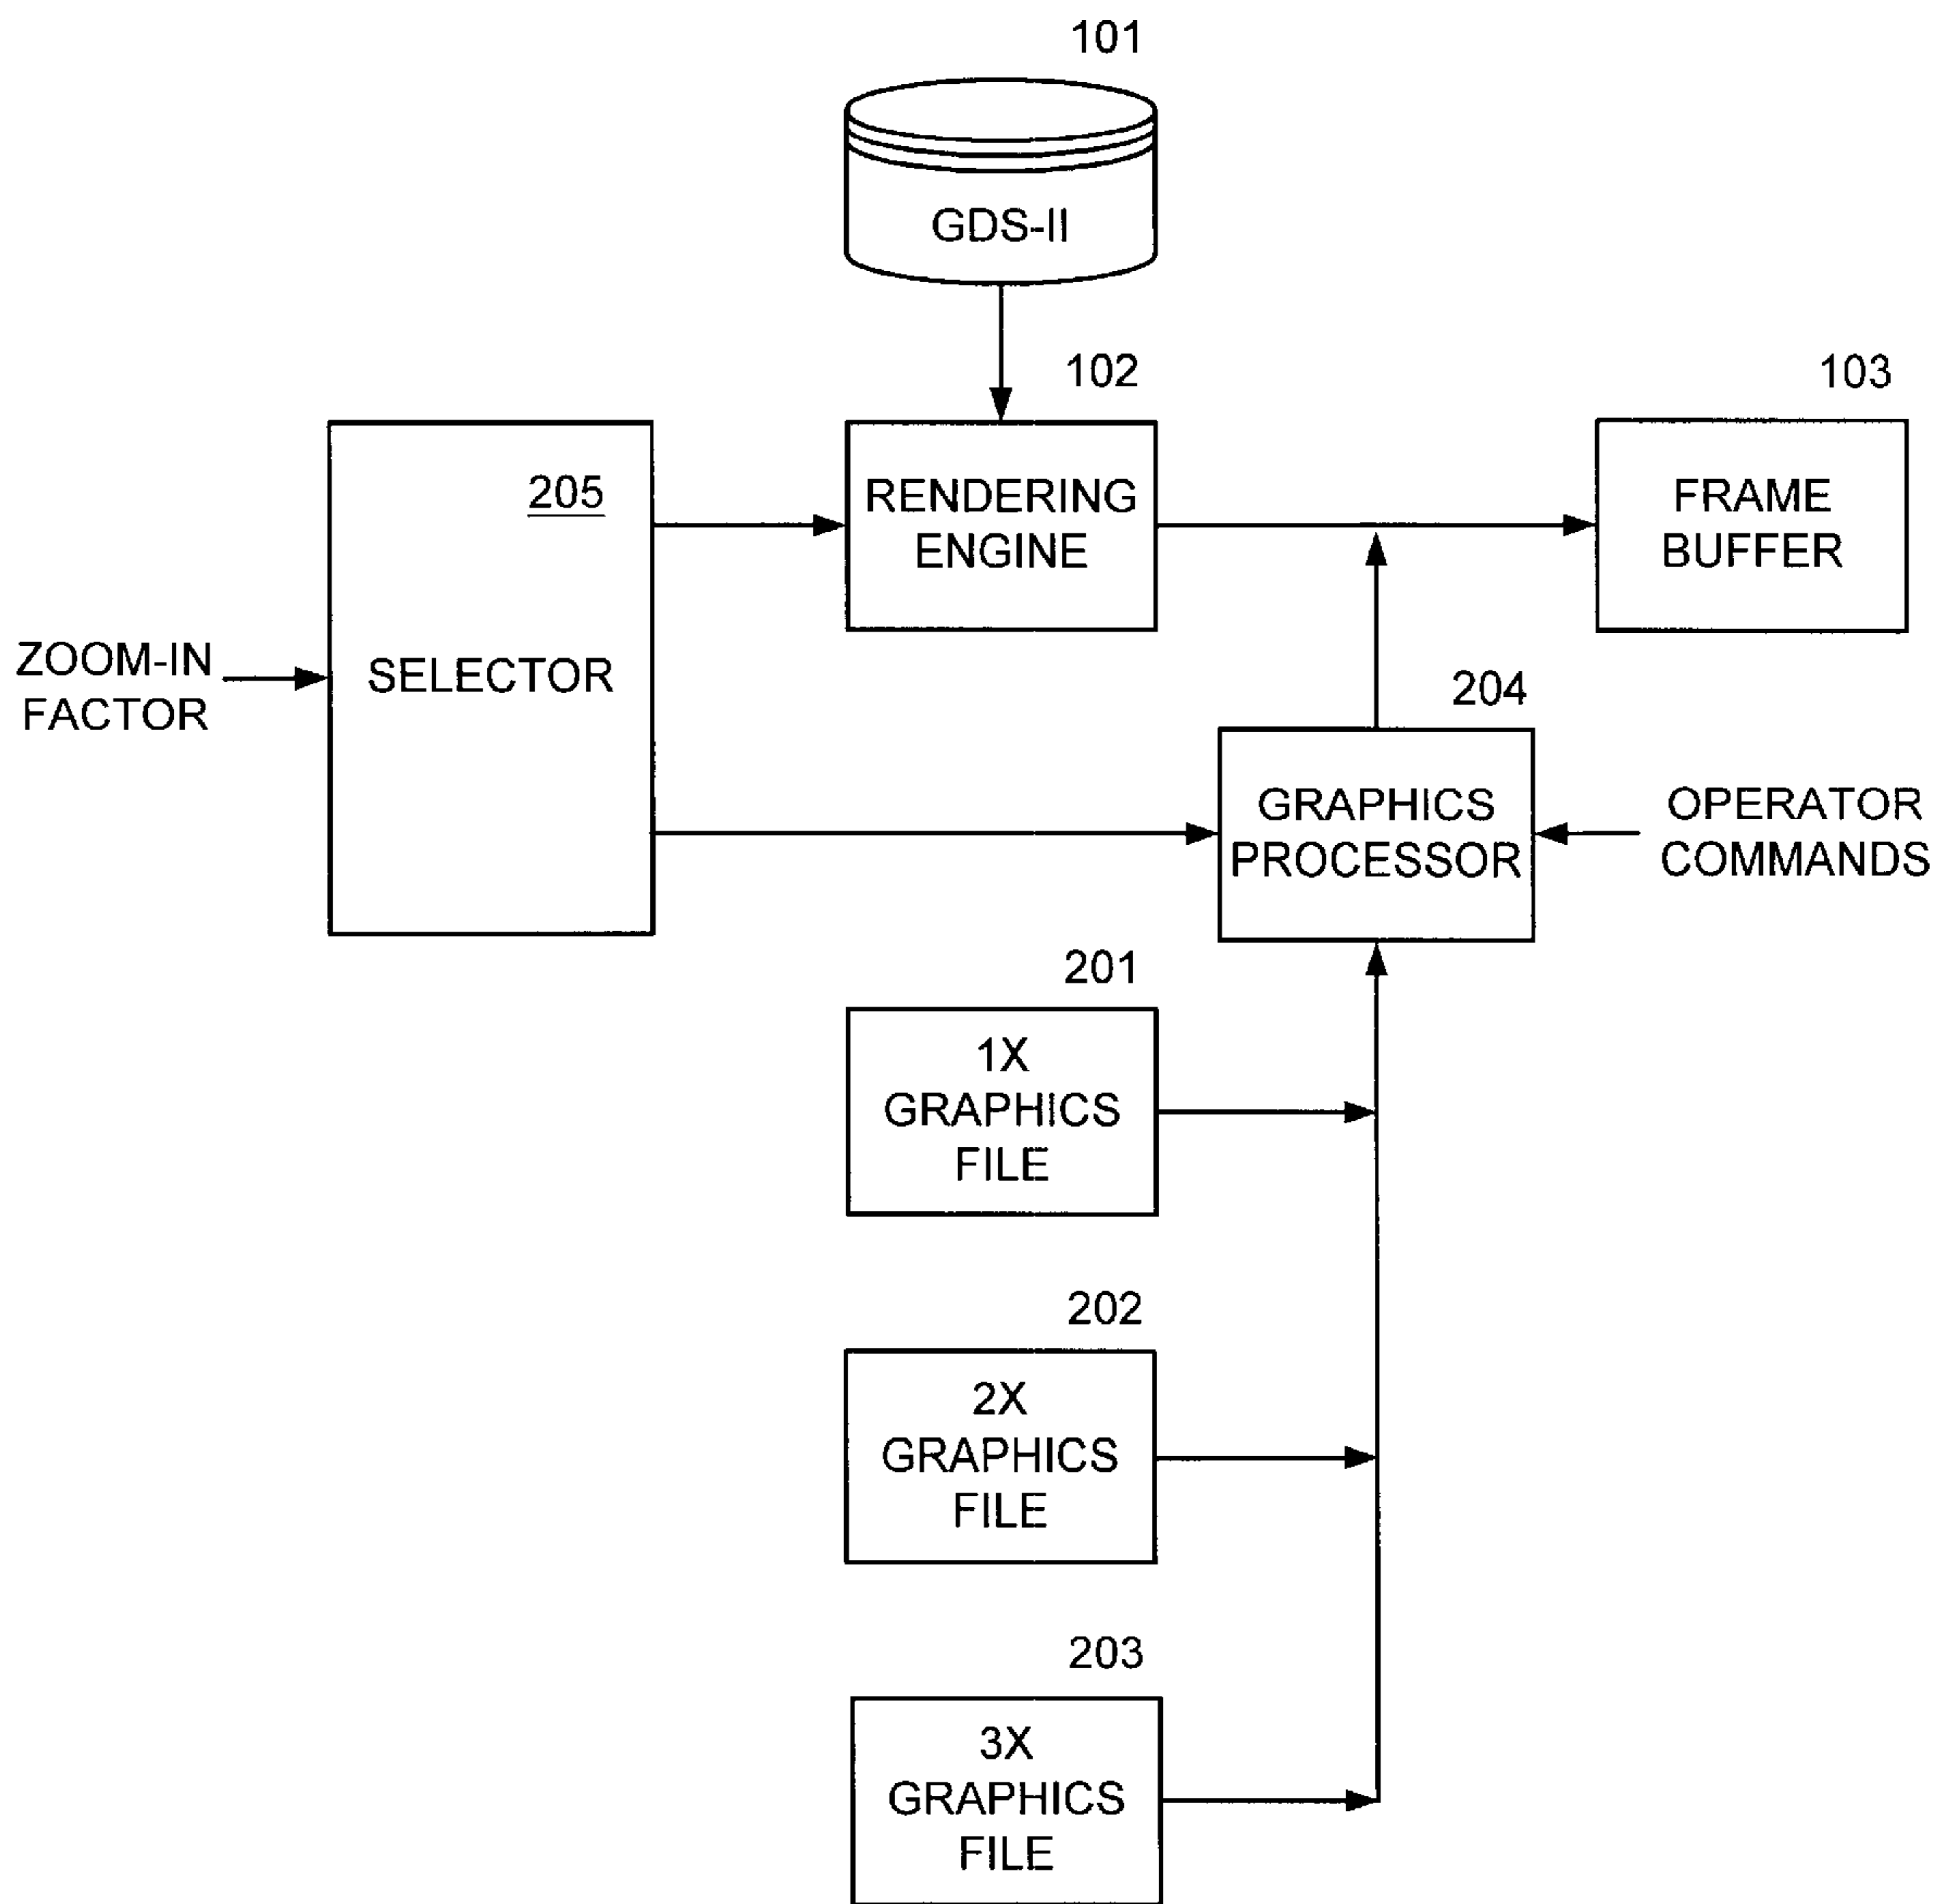 101
GDS-II
102
103
205
RENDERING
ENGINE
FRAME
BUFFER
ZOOM-IN
FACTOR
SELECTOR
204
GRAPHICS
PROCESSOR
OPERATOR
COMMANDS
201
1X
GRAPHICS
FILE
202
2X
GRAPHICS
FILE
203
3X
GRAPHICS
FILE